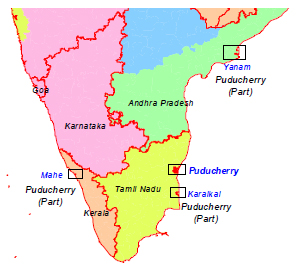 Yanam
Puducherry
(Part)
Goa
Andhra Pradesh
Karnataka
Mahe
Puducherry
Puducherry
(Part)
Tamil Nadu
Karaikal
Puducherry
(Part)
Kerala